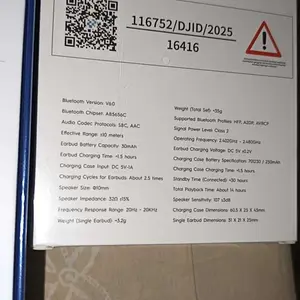 116752/DJID/2025
16416
Bluetooth Version: V6.0
Bluetooth Chipset: AB5656C
Audio Codec Protocols: SBC, AAC
Effective Range: ≥10 meters
Earbud Battery Capacity: 30mAh
Earbud Charging Time: ≈1.5 hours
Charging Case Input: DC 5V-1A
Charging Cycles for Earbuds: About 2.5 times
Speaker Size: Φ10mm
Speaker Impedance: 32Ω ±15%
Frequency Response Range: 20Hz - 20KHz
Weight (Single Earbud): ≈3.2g
Weight (Total Set): ≈35g
Supported Bluetooth Profiles: HFP, A2DP, AVRCP
Signal Power Level: Class 2
Operating Frequency: 2.402GHz - 2.480GHz
Earbud Charging Voltage: DC 5V ±0.2V
Charging Case Battery Specification: 702030 / 250mAh
Charging Case Charging Time: ≈1.5 hours
Standby Time (Connected): ≈30 hours
Total Playback Time: About 14 hours
Speaker Sensitivity: 107 ±3dB
Charging Case Dimensions: 60.5 X 25 X 43mm
Single Earbud Dimensions: 31 X 21 X 23mm